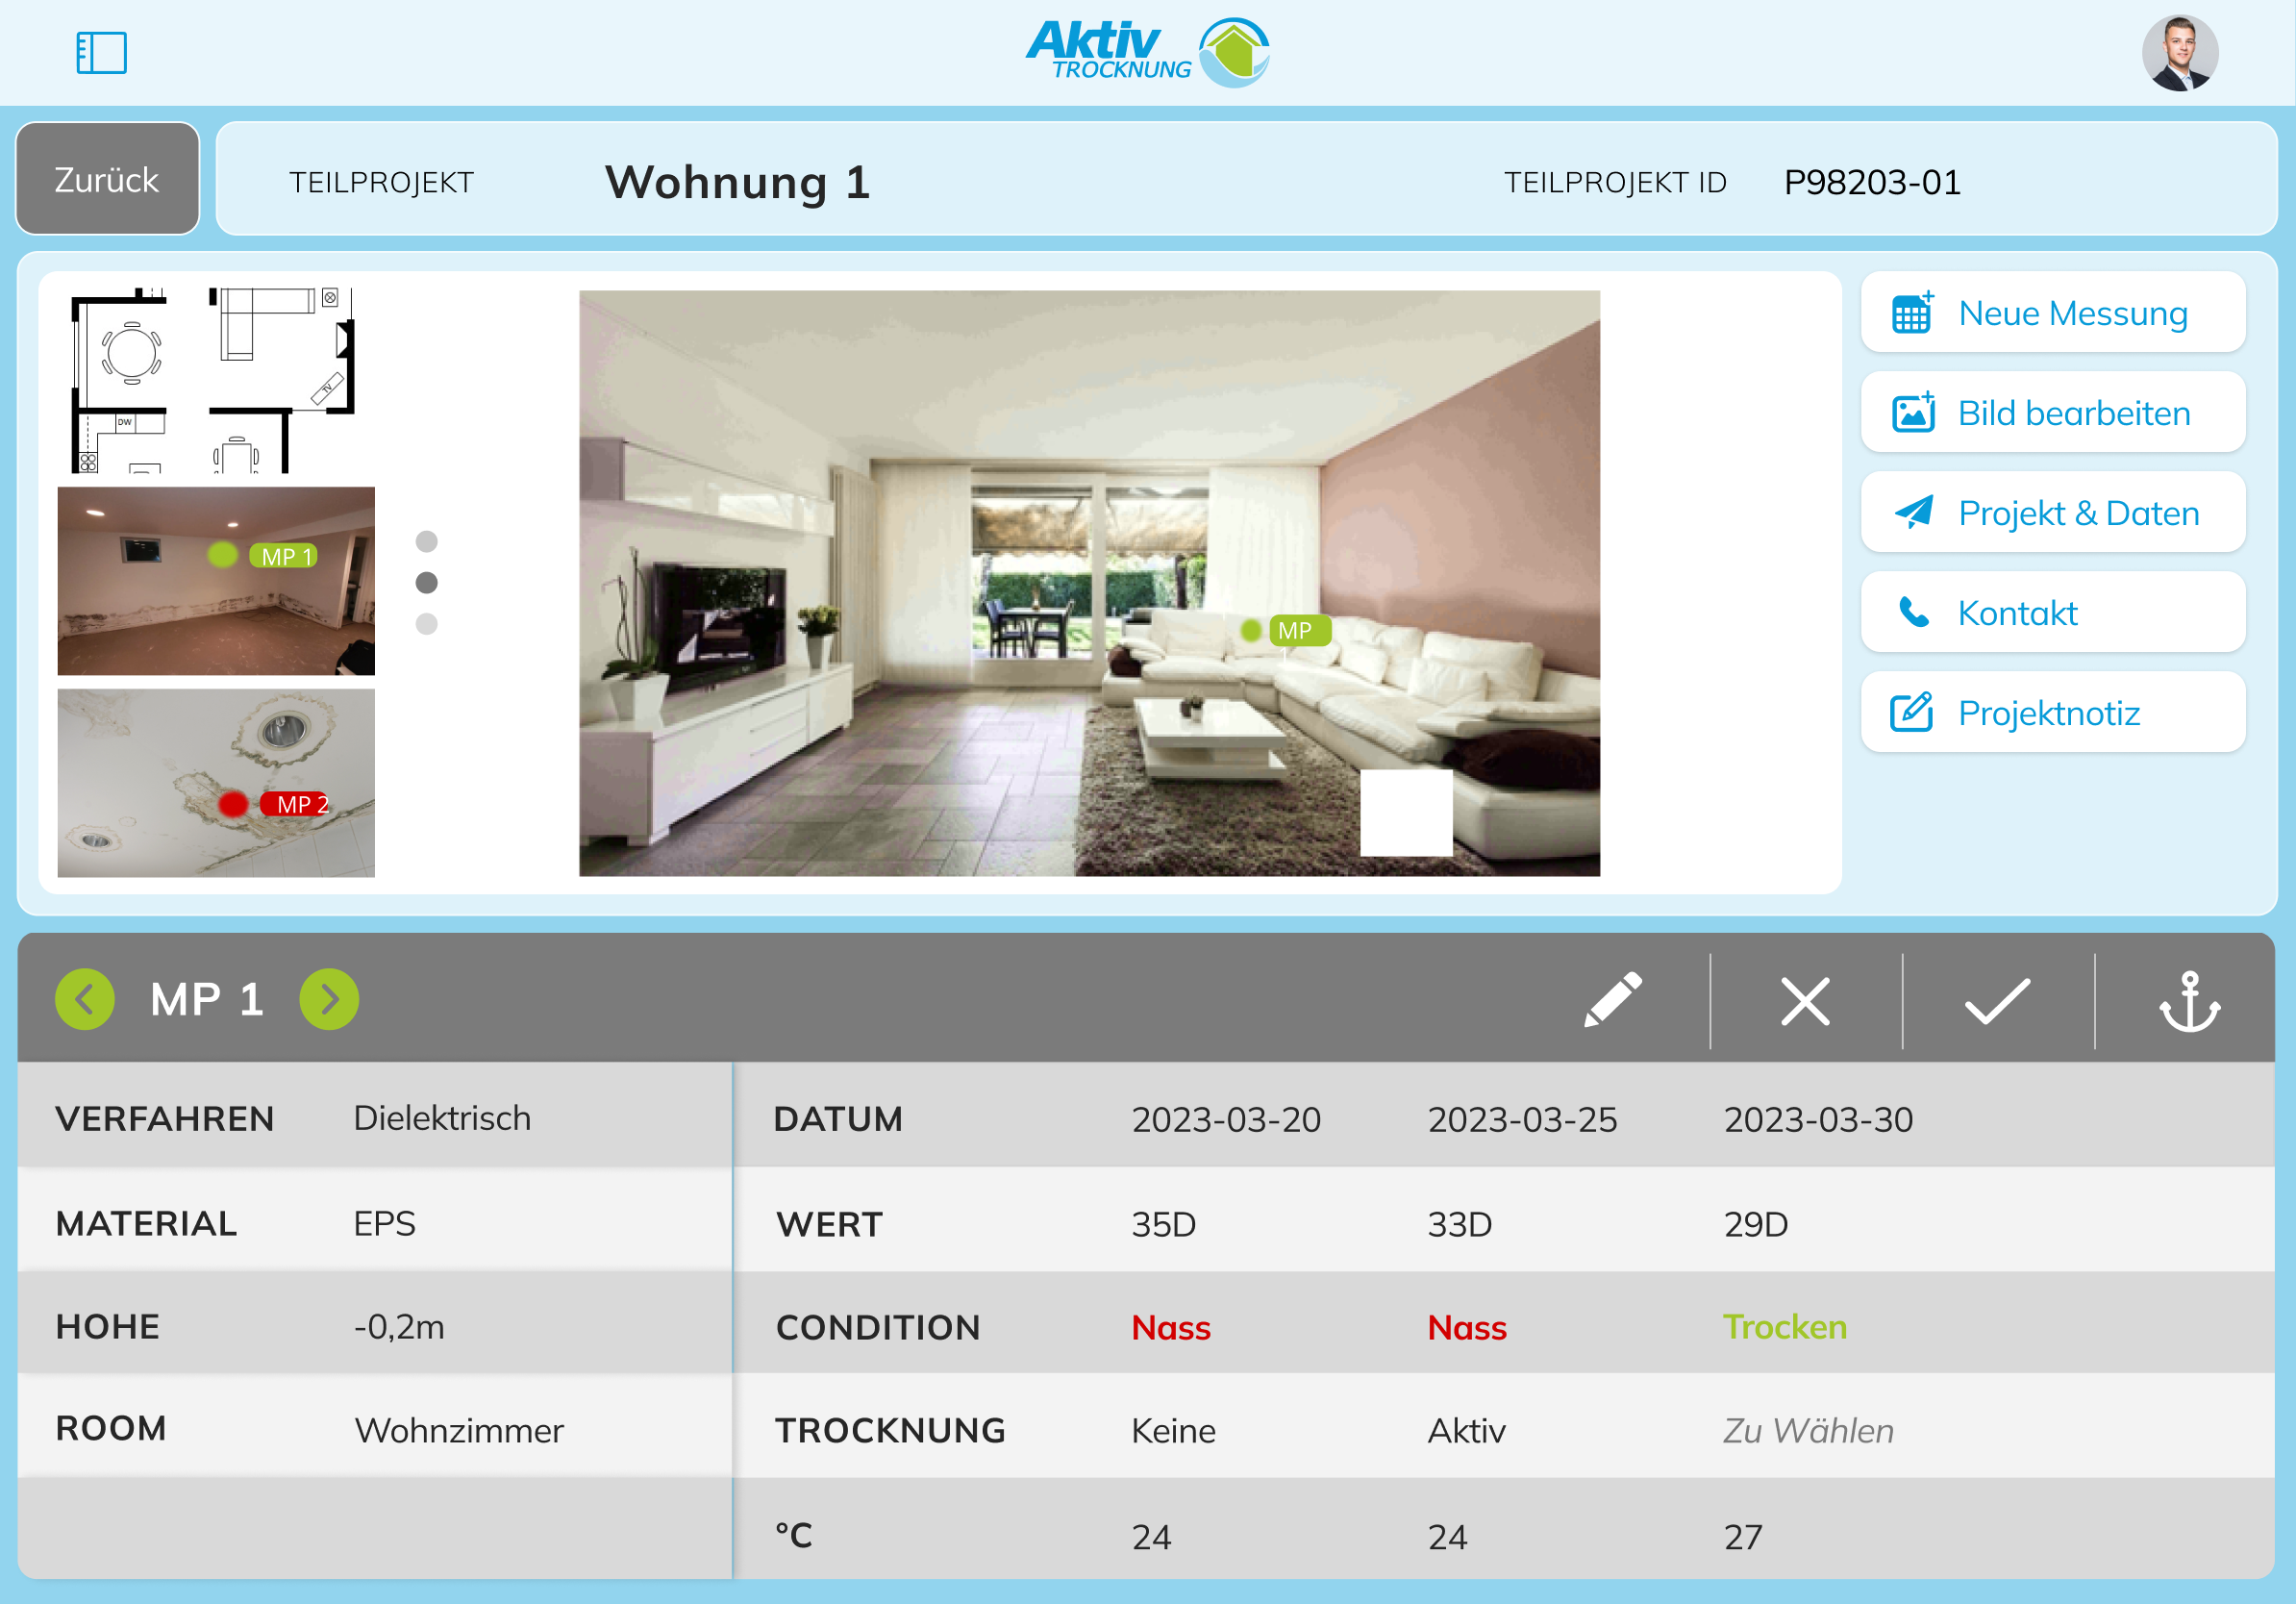 Aktiv
TROCKNUNG
Zurück
TEILPROJEKT
Wohnung 1
TEILPROJEKT ID
P98203-01
DW
TV
MP 1
MP 2
MP
1
Neue Messung
Bild bearbeiten
Projekt & Daten
Kontakt
Projektnotiz
MP 1
VERFAHREN Dielektrisch
MATERIAL EPS
HOHE -0,2m
ROOM Wohnzimmer
DATUM 2023-03-20 2023-03-25 2023-03-30
WERT 35D 33D 29D
CONDITION Nass Nass Trocken
TROCKNUNG Keine Aktiv Zu Wählen
°C 24 24 27